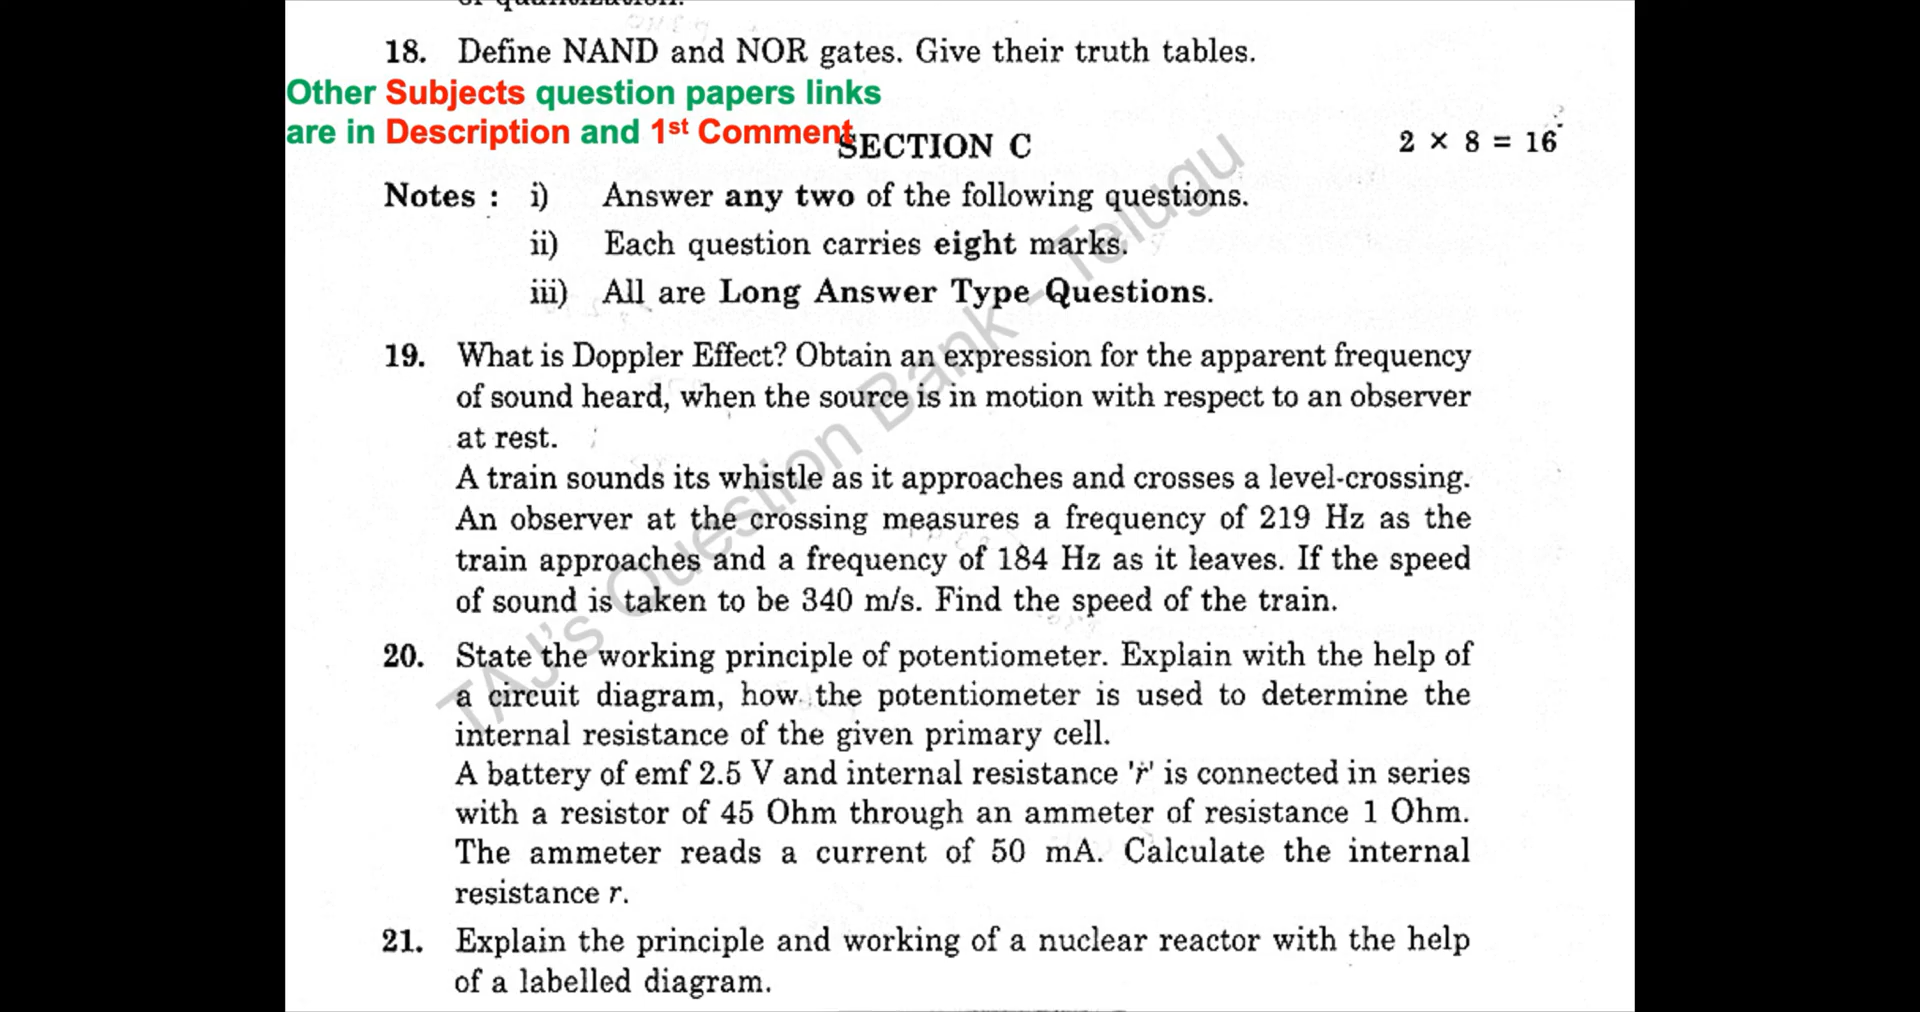 of quantization.
18. Define NAND and NOR gates. Give their truth tables.
Other Subjects question papers links
are in Description and 1st Comment
SECTION C 2 × 8 = 16
Notes : i) Answer any two of the following questions.
ii) Each question carries eight marks.
iii) All are Long Answer Type Questions.
19. What is Doppler Effect? Obtain an expression for the apparent frequency
of sound heard, when the source is in motion with respect to an observer
at rest.
A train sounds its whistle as it approaches and crosses a level-crossing.
An observer at the crossing measures a frequency of 219 Hz as the
train approaches and a frequency of 184 Hz as it leaves. If the speed
of sound is taken to be 340 m/s. Find the speed of the train.
20. State the working principle of potentiometer. Explain with the help of
a circuit diagram, how the potentiometer is used to determine the
internal resistance of the given primary cell.
A battery of emf 2.5 V and internal resistance 'r' is connected in series
with a resistor of 45 Ohm through an ammeter of resistance 1 Ohm.
The ammeter reads a current of 50 mA. Calculate the internal
resistance r.
21. Explain the principle and working of a nuclear reactor with the help
of a labelled diagram.
TAJ's Question Bank - Telugu